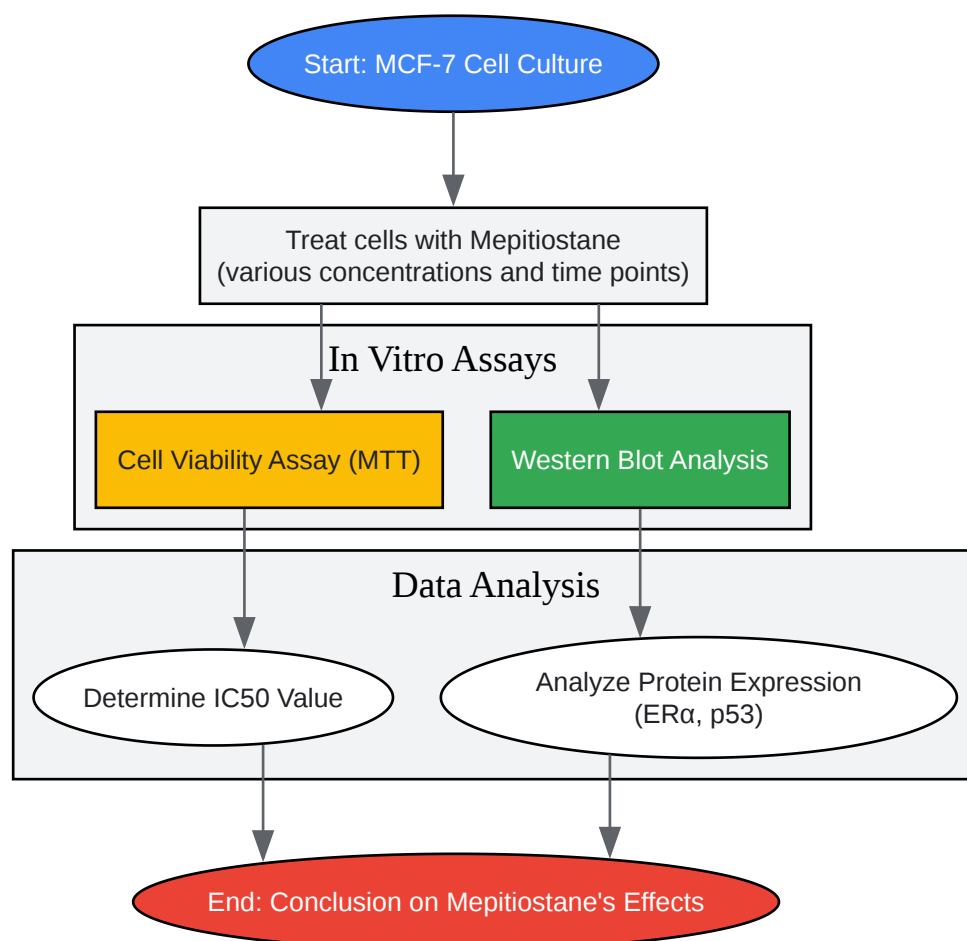 Start: MCF-7 Cell Culture
Treat cells with Mepitiostane
(various concentrations and time points)
In Vitro Assays
Cell Viability Assay (MTT)
Western Blot Analysis
Data Analysis
Determine IC50 Value
Analyze Protein Expression
(ERα, p53)
End: Conclusion on Mepitiostane's Effects